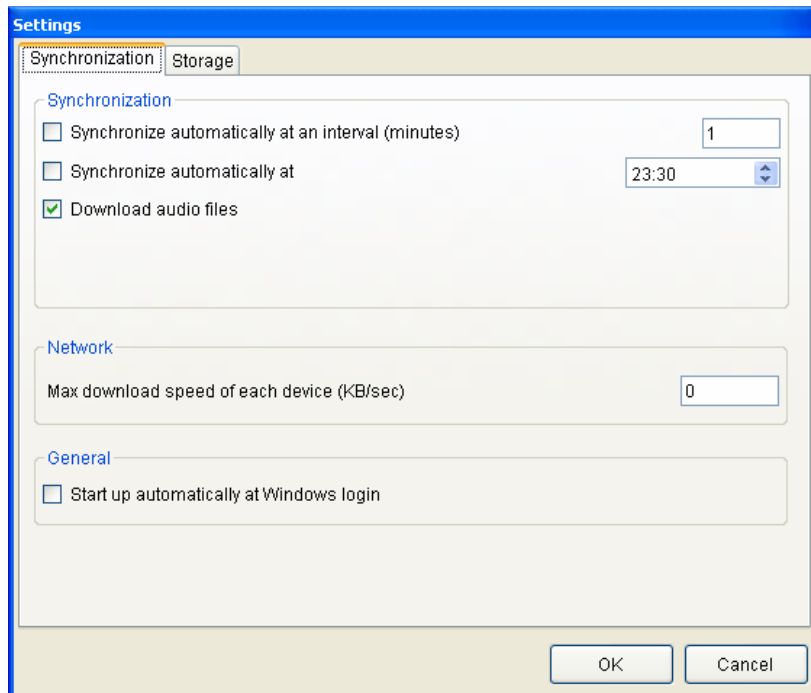 Settings
Synchronization Storage
Synchronization
Synchronize automatically at an interval (minutes) 1
Synchronize automatically at 23:30
Download audio files
Network
Max download speed of each device (KB/sec) 0
General
Start up automatically at Windows login
OK Cancel